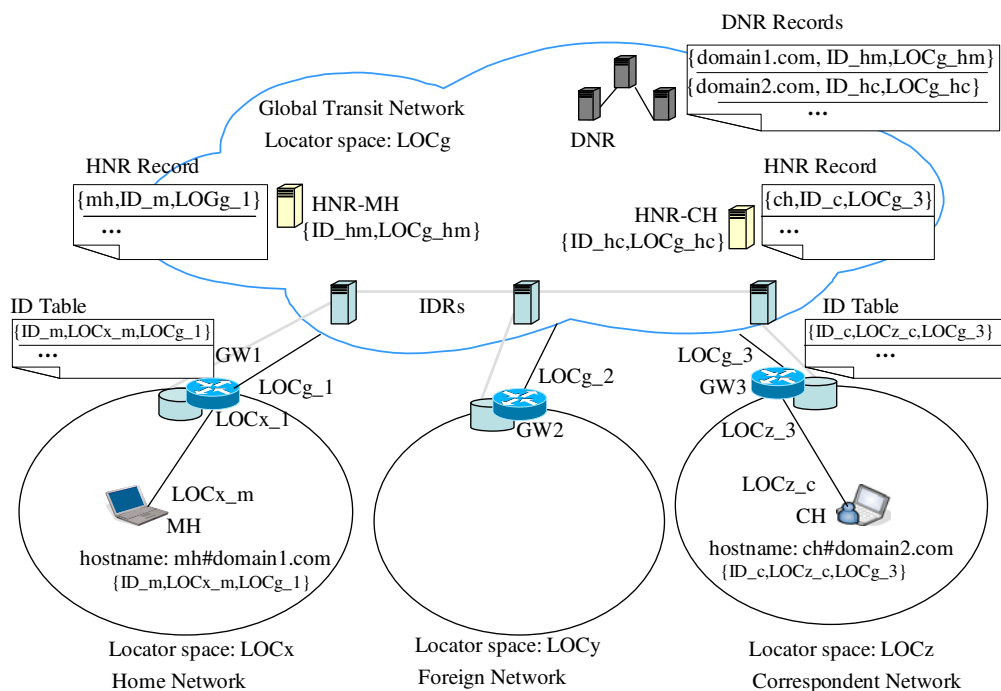 DNR Records
{domain1.com, ID_hm,LOCg_hm}
{domain2.com, ID_hc,LOCg_hc}
...
Global Transit Network
Locator space: LOCg
DNR
HNR Record
{mh,ID_m,LOGg_1}
...
HNR-MH
{ID_hm,LOCg_hm}
HNR Record
{ch,ID_c,LOCg_3}
...
HNR-CH
{ID_hc,LOCg_hc}
IDRs
ID Table
{ID_m,LOCx_m,LOCg_1}
...
ID Table
{ID_c,LOCz_c,LOCg_3}
...
GW1
LOCg_1
LOCx_1
LOCg_2
GW2
LOCg_3
GW3
LOCz_3
LOCx_m
MH
hostname: mh#domain1.com
{ID_m,LOCx_m,LOCg_1}
LOCz_c
CH
hostname: ch#domain2.com
{ID_c,LOCz_c,LOCg_3}
Locator space: LOCx
Home Network
Locator space: LOCy
Foreign Network
Locator space: LOCz
Correspondent Network